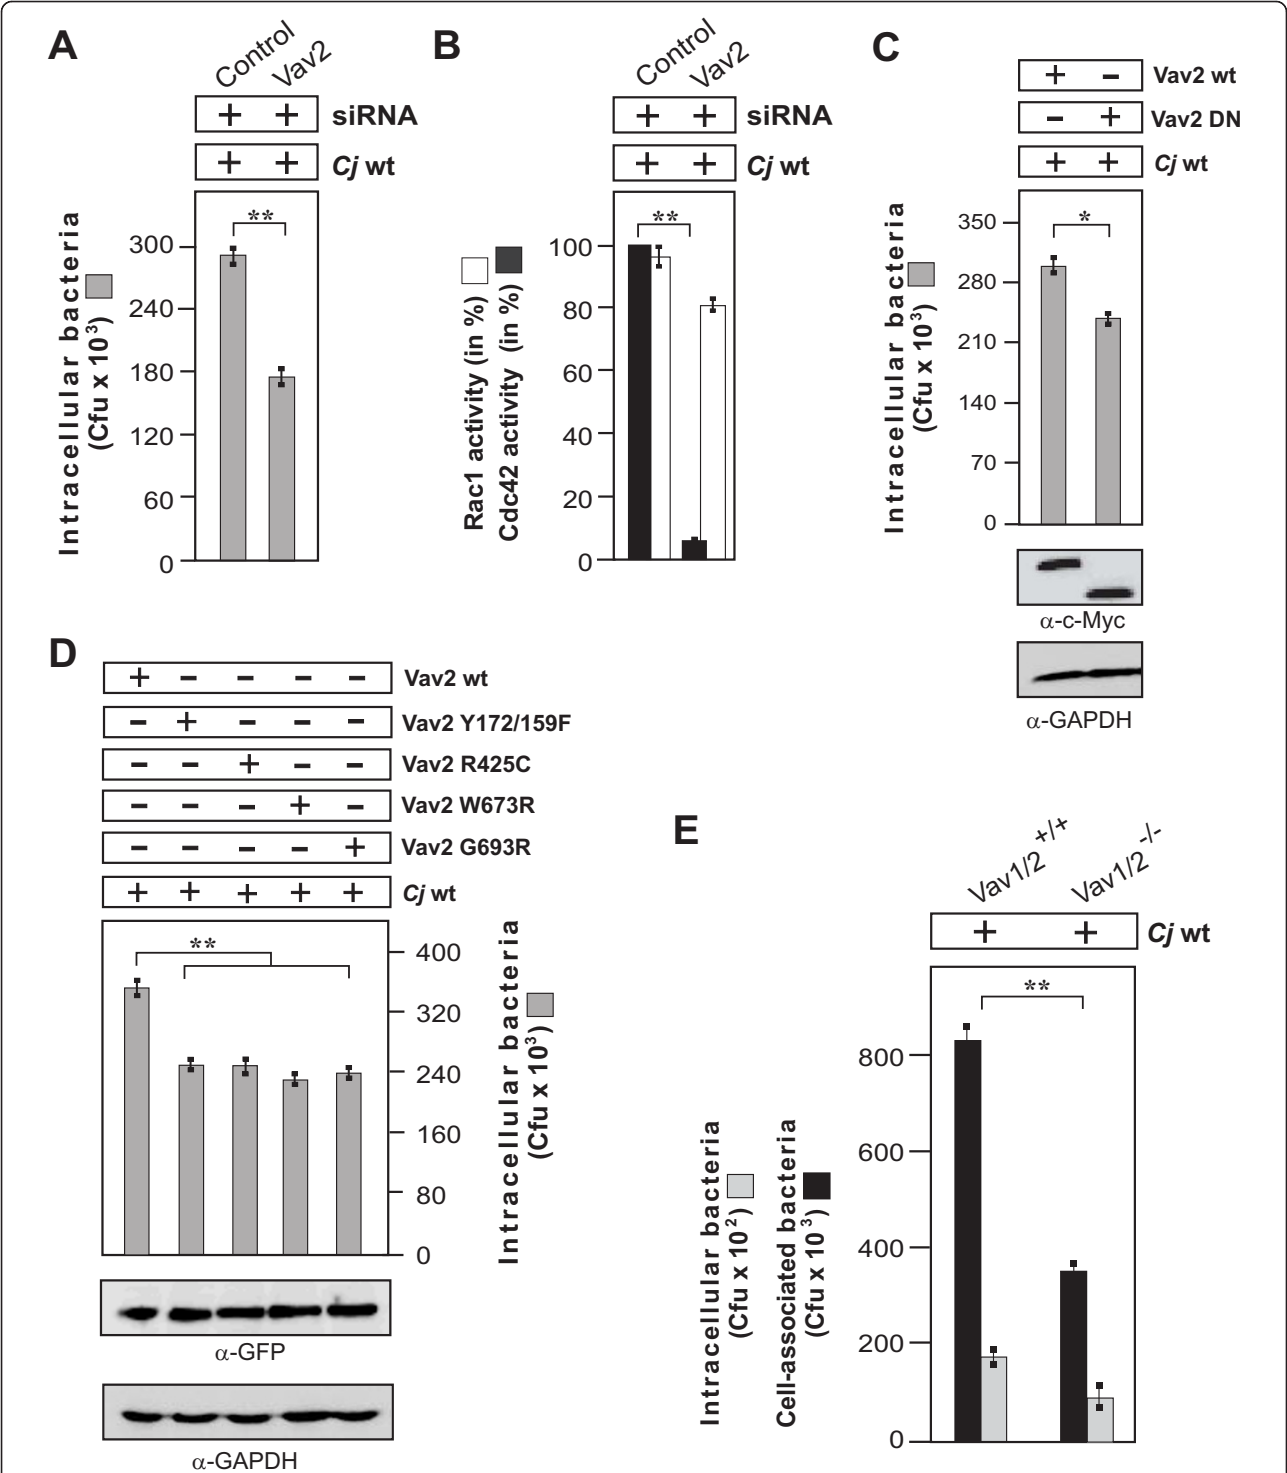 A
Control
Vav2
+ + siRNA
+ + Cj wt
**
Intracellular bacteria
(Cfu x 10³)
300
240
180
120
60
0
B
Control
Vav2
+ + siRNA
+ + Cj wt
**
Rac1 activity (in %)
Cdc42 activity (in %)
100
80
60
40
20
0
C
+ – Vav2 wt
– + Vav2 DN
+ + Cj wt
*
Intracellular bacteria
(Cfu x 10³)
350
280
210
140
70
0
α-c-Myc
α-GAPDH
D
+ – – – – Vav2 wt
– + – – – Vav2 Y172/159F
– – + – – Vav2 R425C
– – – + – Vav2 W673R
– – – – + Vav2 G693R
+ + + + + Cj wt
**
400
320
240
160
80
0
Intracellular bacteria
(Cfu x 10³)
α-GFP
α-GAPDH
E
Vav1/2 +/+
Vav1/2 -/-
+ + Cj wt
**
Intracellular bacteria
(Cfu x 10²)
Cell-associated bacteria
(Cfu x 10³)
800
600
400
200
0